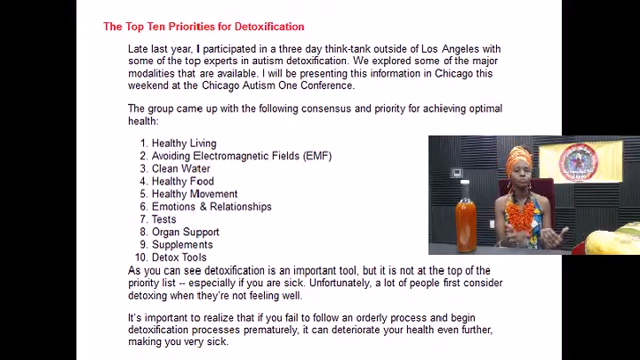 The Top Ten Priorities for Detoxification
Late last year, I participated in a three day think-tank outside of Los Angeles with
some of the top experts in autism detoxification. We explored some of the major
modalities that are available. I will be presenting this information in Chicago this
weekend at the Chicago Autism One Conference.
The group came up with the following consensus and priority for achieving optimal
health:
1. Healthy Living
2. Avoiding Electromagnetic Fields (EMF)
3. Clean Water
4. Healthy Food
5. Healthy Movement
6. Emotions & Relationships
7. Tests
8. Organ Support
9. Supplements
10. Detox Tools
As you can see detoxification is an important tool, but it is not at the top of the
priority list -- especially if you are sick. Unfortunately, a lot of people first consider
detoxing when they're not feeling well.
It's important to realize that if you fail to follow an orderly process and begin
detoxification processes prematurely, it can deteriorate your health even further,
making you very sick.